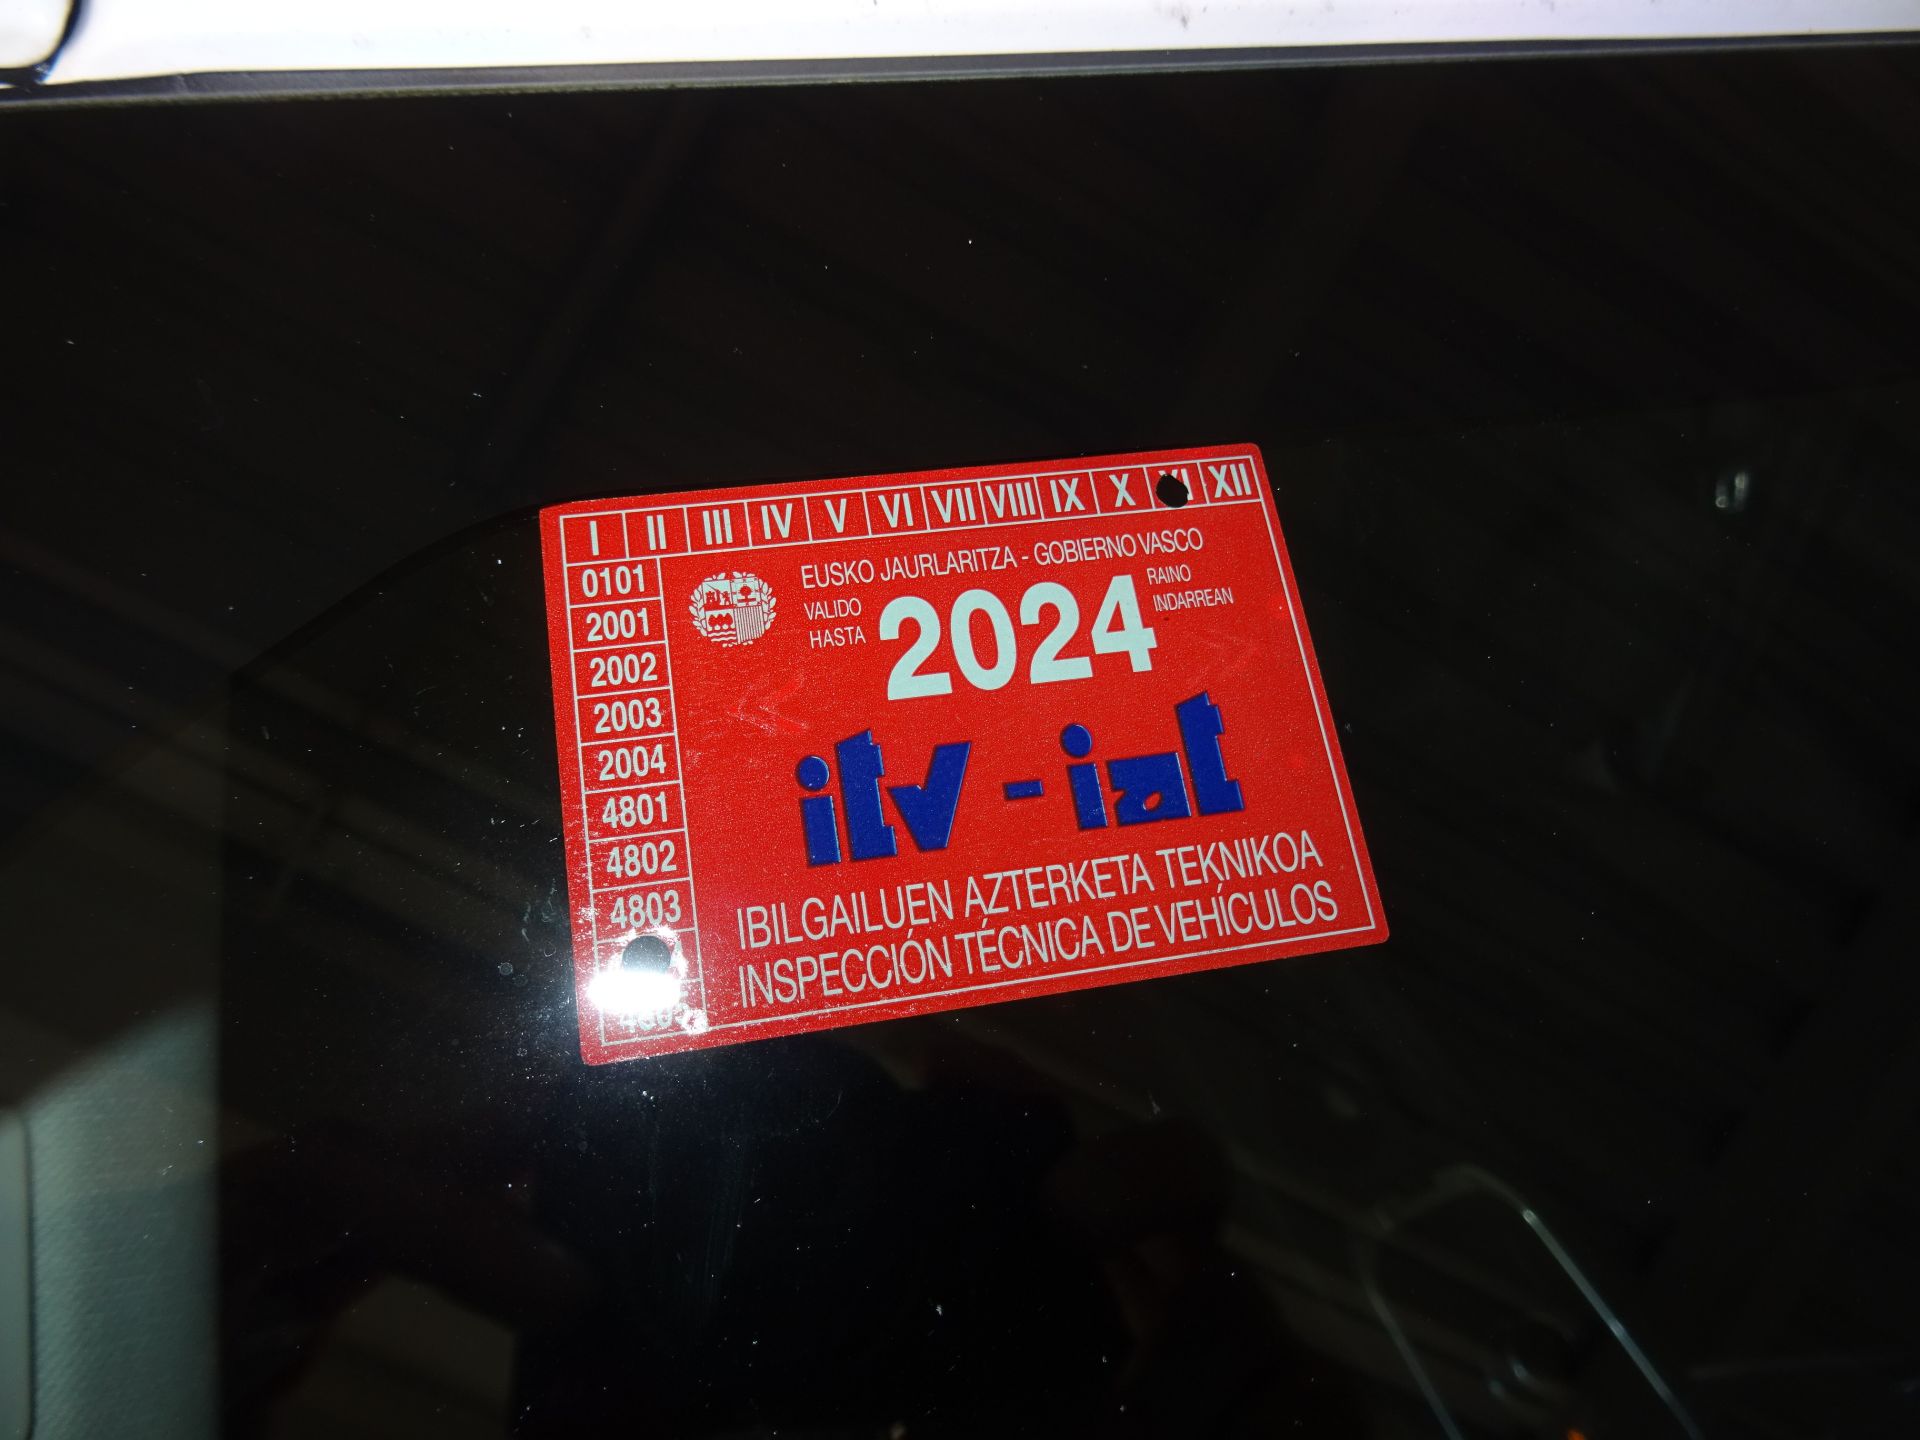 I II III IV V VI VII VIII IX X XI XII
0101
2001
2002
2003
2004
4801
4802
4803
EUSKO JAURLARITZA - GOBIERNO VASCO
VALIDO HASTA 2024 RAINO INDARREAN
itv - iat
IBILGAILUEN AZTERKETA TEKNIKOA
INSPECCIÓN TÉCNICA DE VEHÍCULOS